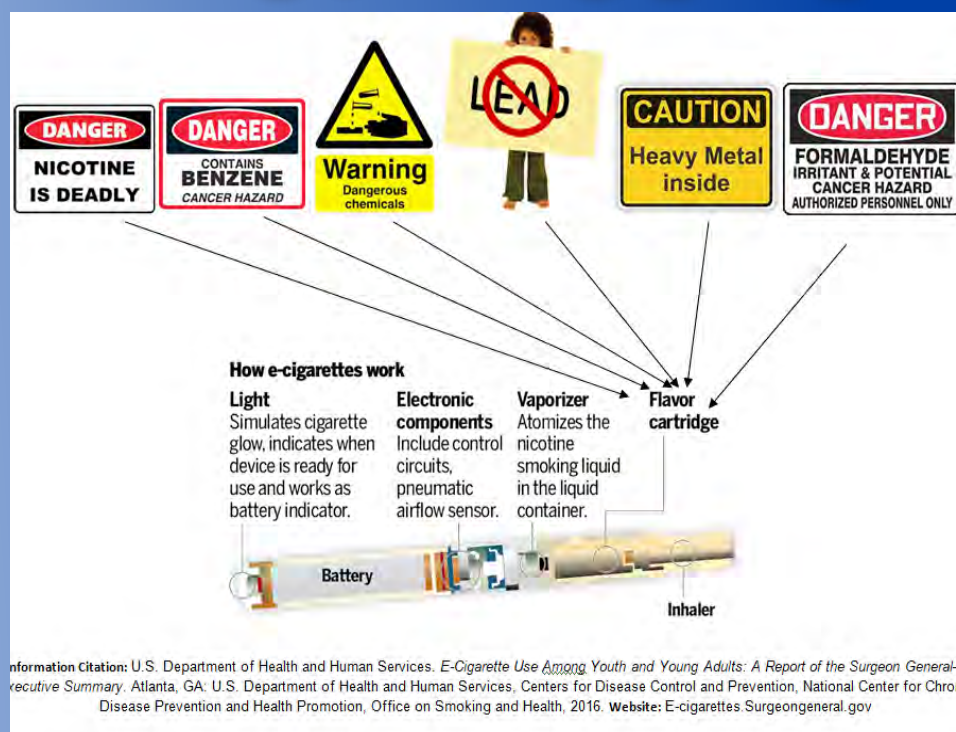 DANGER
NICOTINE
IS DEADLY
DANGER
CONTAINS
BENZENE
CANCER HAZARD
Warning
Dangerous
chemicals
LEAD
CAUTION
Heavy Metal
inside
DANGER
FORMALDEHYDE
IRRITANT & POTENTIAL
CANCER HAZARD
AUTHORIZED PERSONNEL ONLY
How e-cigarettes work
Light
Simulates cigarette
glow, indicates when
device is ready for
use and works as
battery indicator.
Electronic
components
Include control
circuits,
pneumatic
airflow sensor.
Vaporizer
Atomizes the
nicotine
smoking liquid
in the liquid
container.
Flavor
cartridge
Battery
Inhaler
nformation Citation: U.S. Department of Health and Human Services. E-Cigarette Use Among Youth and Young Adults: A Report of the Surgeon General-
xecutive Summary. Atlanta, GA: U.S. Department of Health and Human Services, Centers for Disease Control and Prevention, National Center for Chron
Disease Prevention and Health Promotion, Office on Smoking and Health, 2016. Website: E-cigarettes.Surgeongeneral.gov